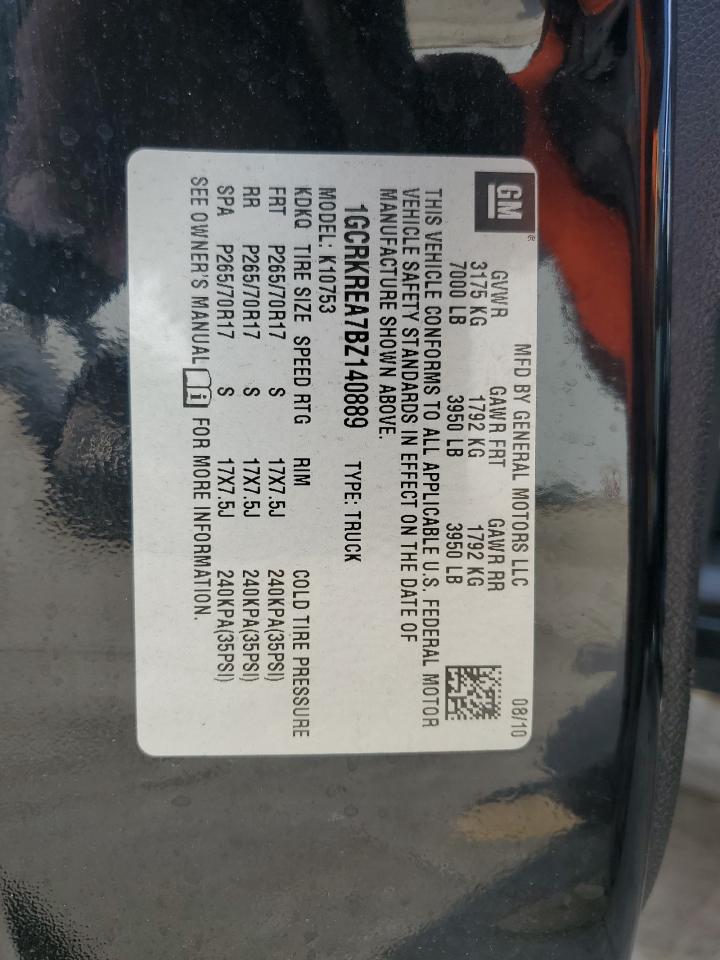 GM®
MFD BY GENERAL MOTORS LLC 08/10
GVWR GAWR FRT GAWR RR
3175 KG 1792 KG 1792 KG
7000 LB 3950 LB 3950 LB
THIS VEHICLE CONFORMS TO ALL APPLICABLE U.S. FEDERAL MOTOR
VEHICLE SAFETY STANDARDS IN EFFECT ON THE DATE OF
MANUFACTURE SHOWN ABOVE.
1GCRKREA7BZ140889 TYPE: TRUCK
MODEL: K10753
KDKQ TIRE SIZE SPEED RTG RIM COLD TIRE PRESSURE
FRT P265/70R17 S 17X7.5J 240KPA(35PSI)
RR P265/70R17 S 17X7.5J 240KPA(35PSI)
SPA P265/70R17 S 17X7.5J 240KPA(35PSI)
SEE OWNER'S MANUAL i FOR MORE INFORMATION.